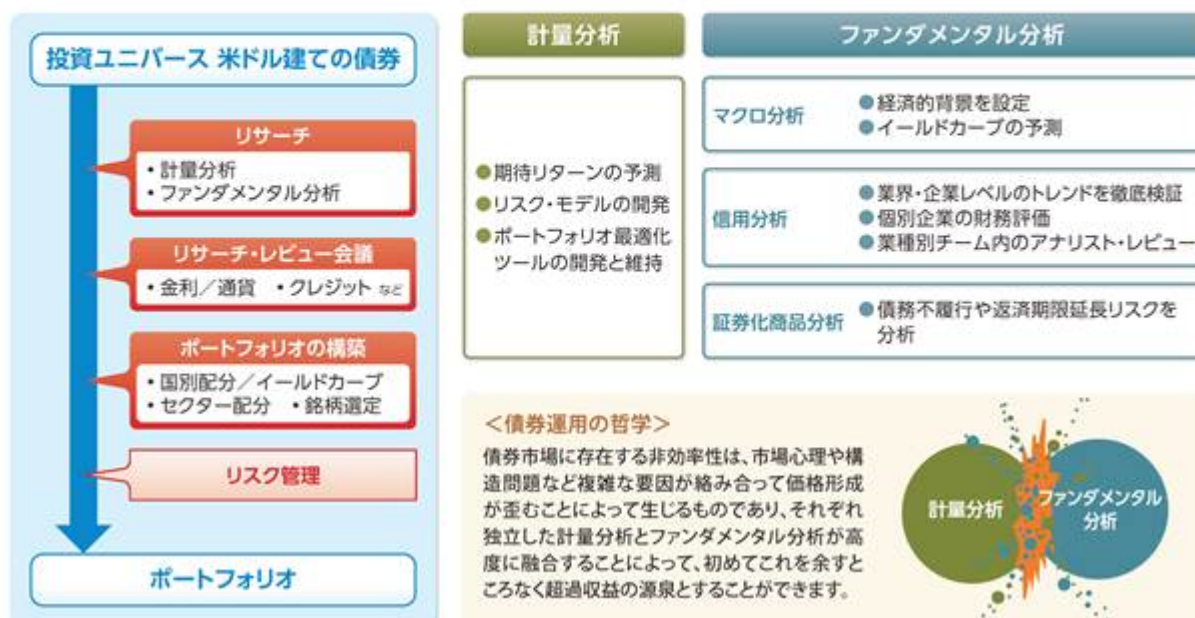 投資ユニバース 米ドル建ての債券
リサーチ
・計量分析
・ファンダメンタル分析
リサーチ・レビュー会議
・金利／通貨 ・クレジット など
ポートフォリオの構築
・国別配分／イールドカーブ
・セクター配分 ・銘柄選定
リスク管理
ポートフォリオ
計量分析
●期待リターンの予測
●リスク・モデルの開発
●ポートフォリオ最適化
ツールの開発と維持
ファンダメンタル分析
マクロ分析
●経済的背景を設定
●イールドカーブの予測
信用分析
●業界・企業レベルのトレンドを徹底検証
●個別企業の財務評価
●業種別チーム内のアナリスト・レビュー
証券化商品分析
●債務不履行や返済期限延長リスクを
分析
＜債券運用の哲学＞
債券市場に存在する非効率性は、市場心理や構
造問題など複雑な要因が絡み合って価格形成
が歪むことによって生じるものであり、それぞれ
独立した計量分析とファンダメンタル分析が高
度に融合することによって、初めてこれを余すと
ころなく超過収益の源泉とすることができます。
計量分析
ファンダメンタル
分析